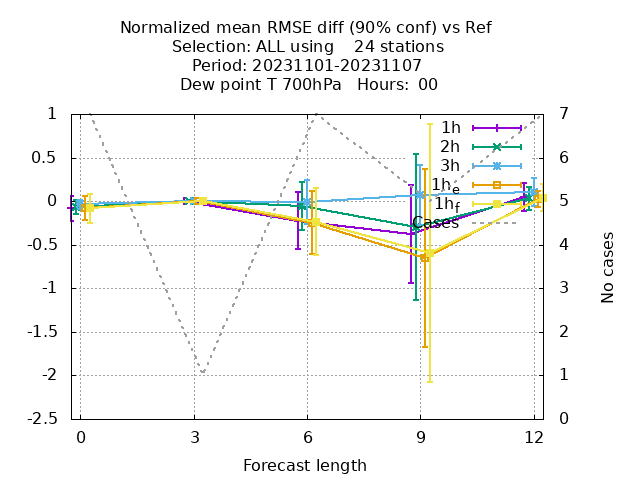 Normalized mean RMSE diff (90% conf) vs Ref
Selection: ALL using    24 stations
Period: 20231101-20231107
Dew point T 700hPa   Hours:  00
1
0.5
0
-0.5
-1
-1.5
-2
-2.5
7
6
5
4
3
2
1
0
1h
2h
3h
1he
1hf
Cases
No cases
0
3
6
9
12
Forecast length